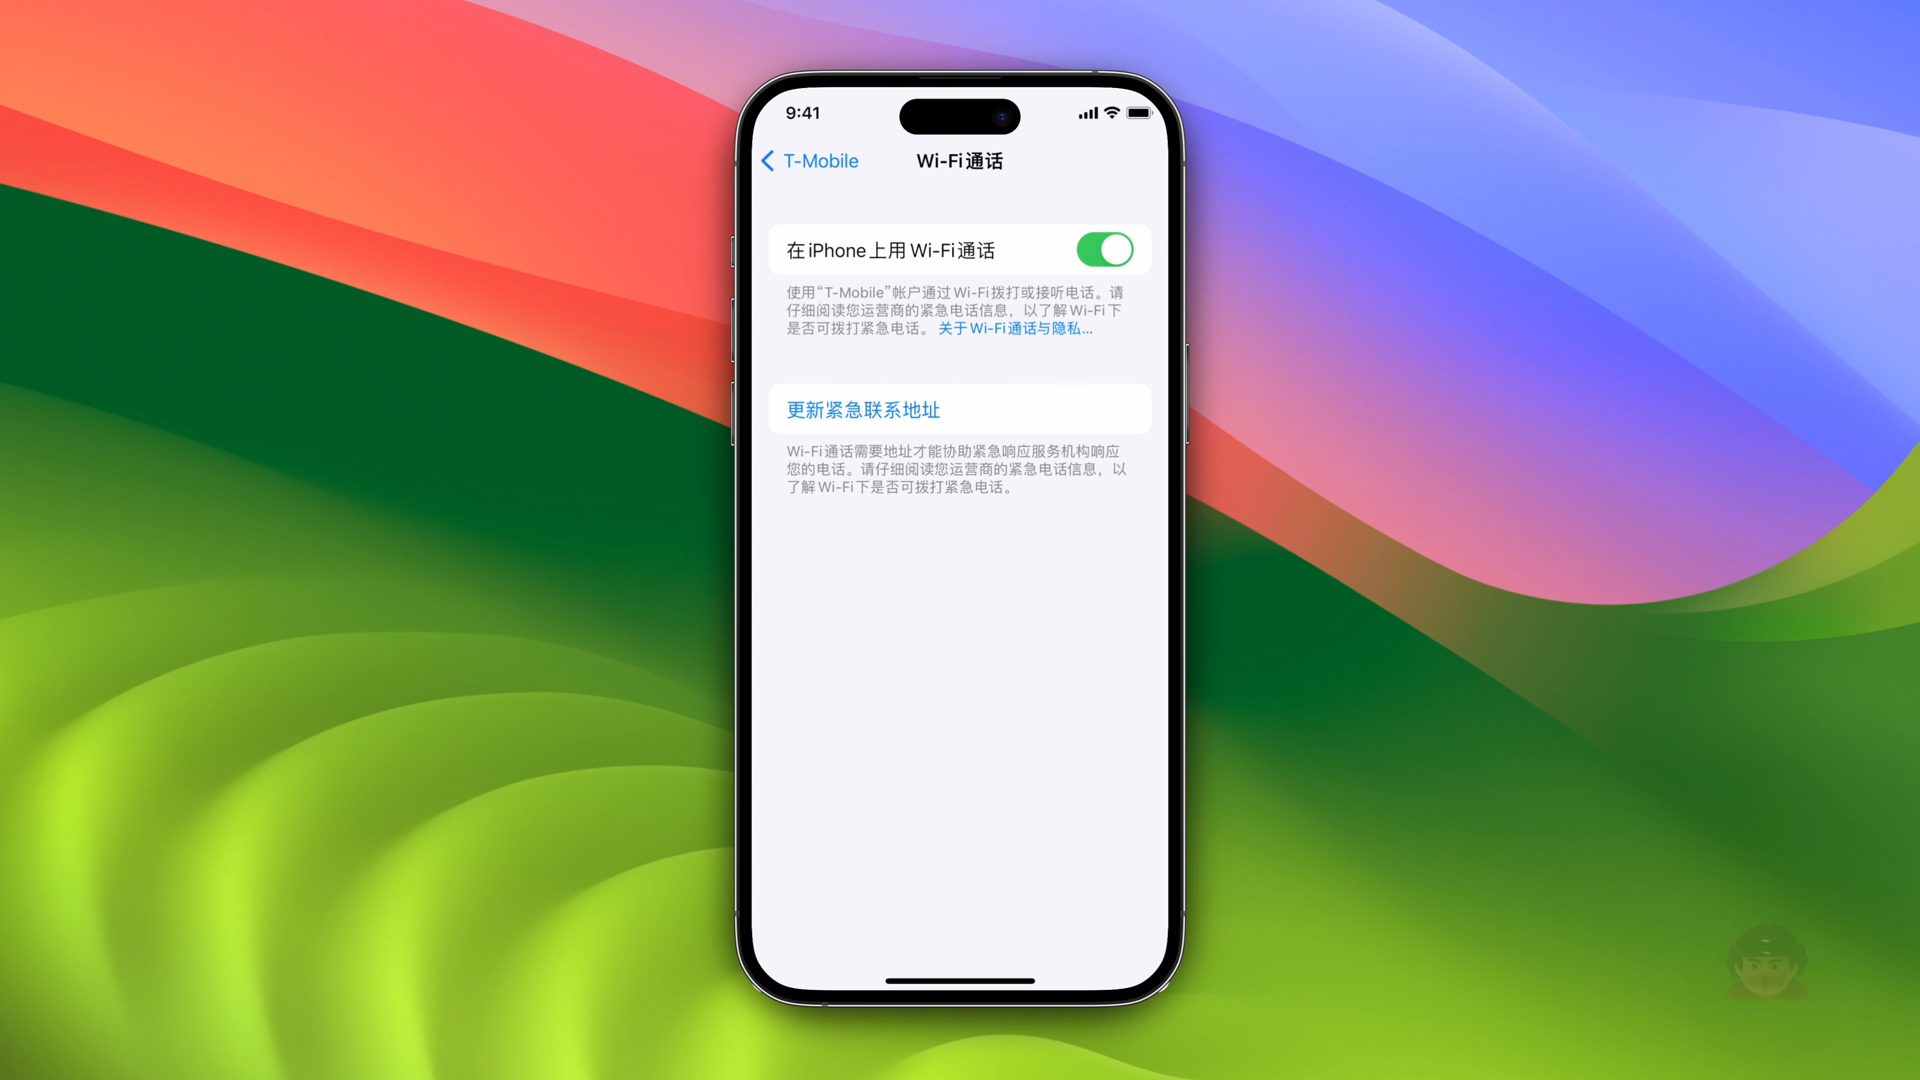 9:41
T-Mobile
Wi-Fi通话
在iPhone上用Wi-Fi通话
使用“T-Mobile”帐户通过Wi-Fi拨打或接听电话。请
仔细阅读您运营商的紧急电话信息，以了解Wi-Fi下
是否可拨打紧急电话。关于Wi-Fi通话与隐私...
更新紧急联系地址
Wi-Fi通话需要地址才能协助紧急响应服务机构响应
您的电话。请仔细阅读您运营商的紧急电话信息，以
了解Wi-Fi下是否可拨打紧急电话。